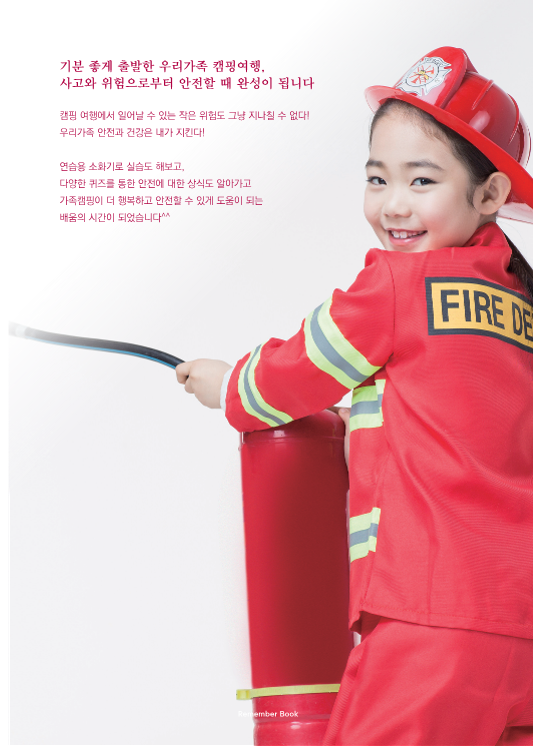 기분 좋게 출발한 우리가족 캠핑여행,
사고와 위험으로부터 안전할 때 완성이 됩니다
캠핑 여행에서 일어날 수 있는 작은 위험도 그냥 지나칠 수 없다!
우리가족 안전과 건강은 내가 지킨다!
연습용 소화기로 실습도 해보고,
다양한 퀴즈를 통한 안전에 대한 상식도 알아가고
가족캠핑이 더 행복하고 안전할 수 있게 도움이 되는
배움의 시간이 되었습니다^^
FIRE DE
Book